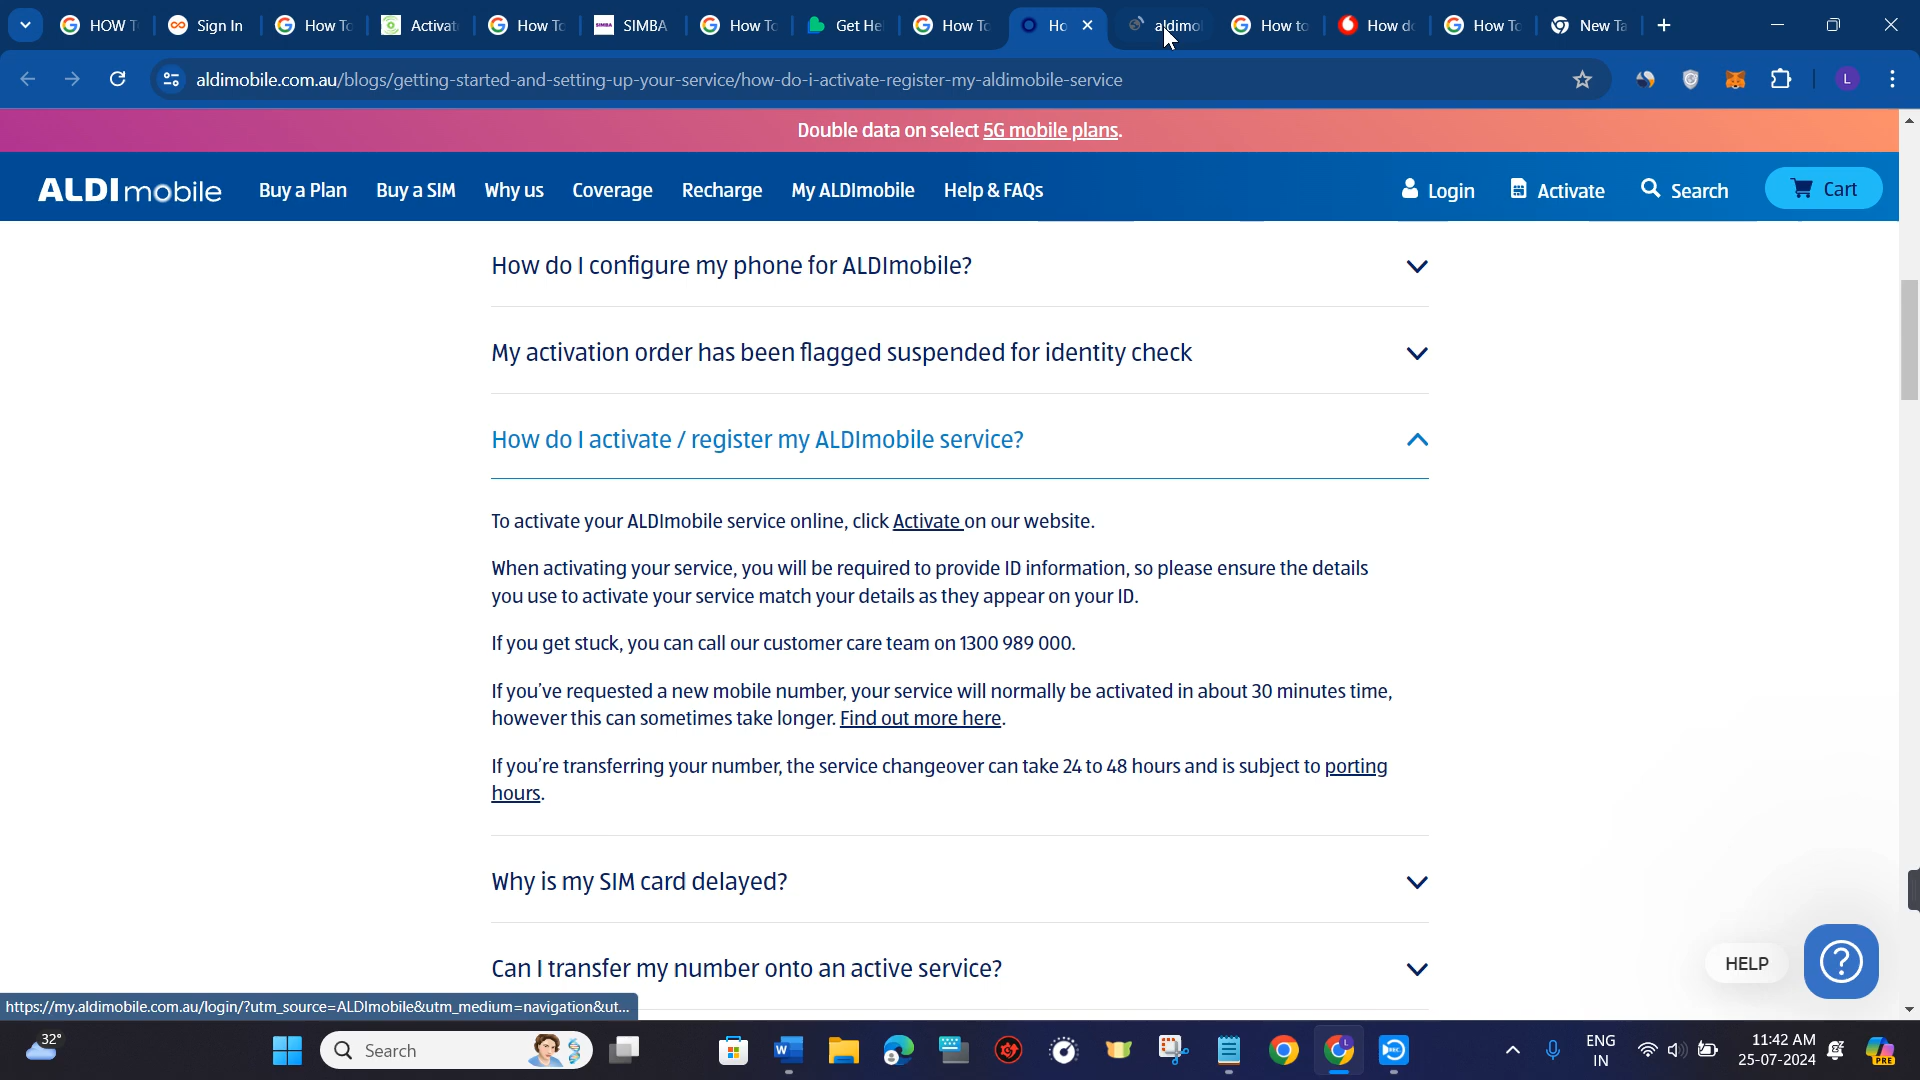 HOW T
Sign In
How To
Activat
How To
SIMBA
How To
Get He
How To
Ho
aldimol
How to
How do
How To
New Ta
aldimobile.com.au/blogs/getting-started-and-setting-up-your-service/how-do-i-activate-register-my-aldimobile-service
L
Double data on select 5G mobile plans.
ALDI mobile
Buy a Plan
Buy a SIM
Why us
Coverage
Recharge
My ALDImobile
Help & FAQs
Login
Activate
Search
Cart
How do I configure my phone for ALDImobile?
My activation order has been flagged suspended for identity check
How do I activate / register my ALDImobile service?
To activate your ALDImobile service online, click Activate on our website.
When activating your service, you will be required to provide ID information, so please ensure the details
you use to activate your service match your details as they appear on your ID.
If you get stuck, you can call our customer care team on 1300 989 000.
If you've requested a new mobile number, your service will normally be activated in about 30 minutes time,
however this can sometimes take longer. Find out more here.
If you're transferring your number, the service changeover can take 24 to 48 hours and is subject to porting
hours.
Why is my SIM card delayed?
Can I transfer my number onto an active service?
HELP
https://my.aldimobile.com.au/login/?utm_source=ALDImobile&utm_medium=navigation&ut...
32°
Search
ENG
IN
11:42 AM
25-07-2024